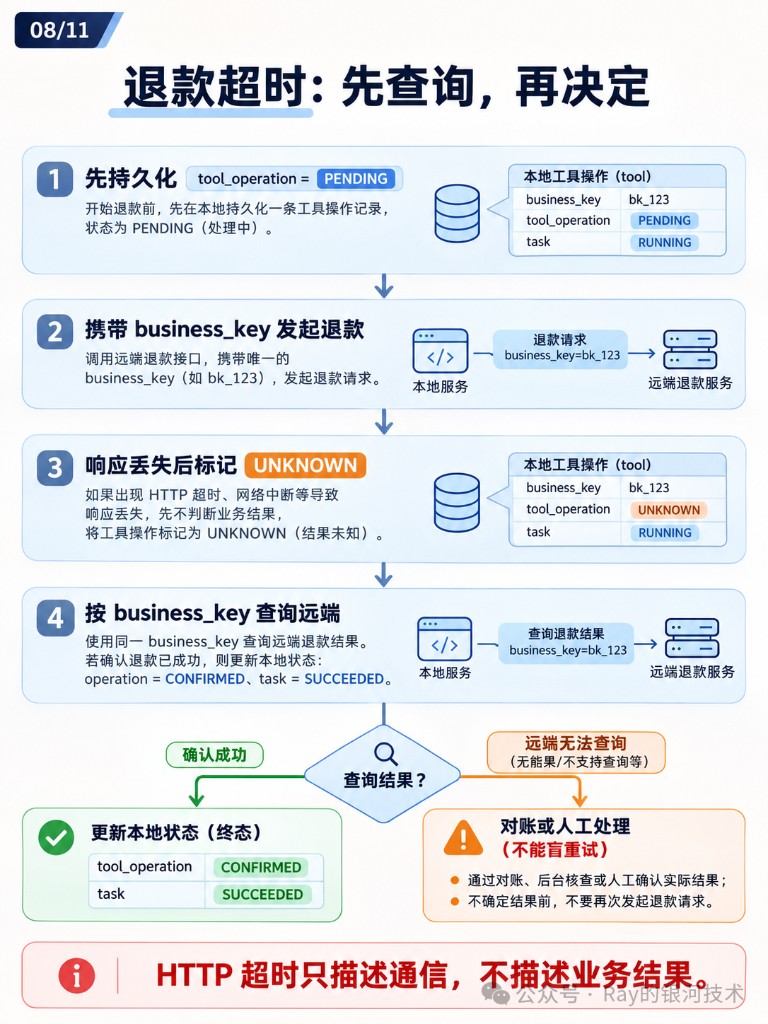 08/11
退款超时：先查询，再决定
1
先持久化
tool_operation = PENDING
开始退款前，先在本地持久化一条工具操作记录，
状态为 PENDING（处理中）。
本地工具操作（tool）
business_key bk_123
tool_operation PENDING
task RUNNING
2
携带 business_key 发起退款
调用远端退款接口，携带唯一的
business_key（如 bk_123），发起退款请求。
本地服务
退款请求
business_key=bk_123
远端退款服务
3
响应丢失后标记 UNKNOWN
如果出现 HTTP 超时、网络中断等导致
响应丢失，先不判断业务结果，
将工具操作标记为 UNKNOWN（结果未知）。
本地工具操作（tool）
business_key bk_123
tool_operation UNKNOWN
task RUNNING
4
按 business_key 查询远端
使用同一 business_key 查询远端退款结果。
若确认退款已成功，则更新本地状态：
operation = CONFIRMED、task = SUCCEEDED。
本地服务
查询退款结果
business_key=bk_123
远端退款服务
确认成功
查询结果？
远端无法查询
（无能果/不支持查询等）
更新本地状态（终态）
tool_operation CONFIRMED
task SUCCEEDED
对账或人工处理
（不能盲重试）
通过对账、后台核查或人工确认实际结果；
不确定结果前，不要再次发起退款请求。
HTTP 超时只描述通信，不描述业务结果。
公众号 · Ray的银河技术